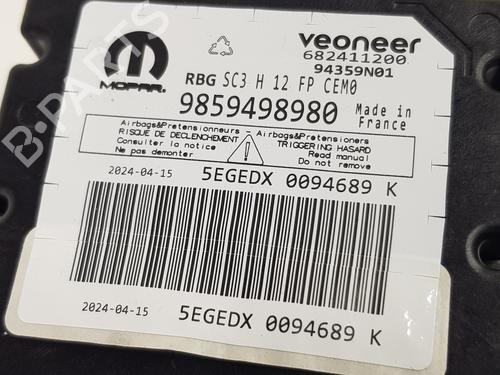 MOPAR
veoneer
682411200
94359N01
RBG SC3 H 12 FP CEM0
9859498980
Made in
France
Airbags&Pretensionneurs
RISQUE DE DECLENCHEMENT
Consulter la notice
Ne pas demonter
Airbags&Pretensioners
TRIGGERING HASARD
Read manual
Do not remove
2024-04-15
5EGEDX 0094689 K
2024-04-15
5EGEDX 0094689 K
B-PARTS